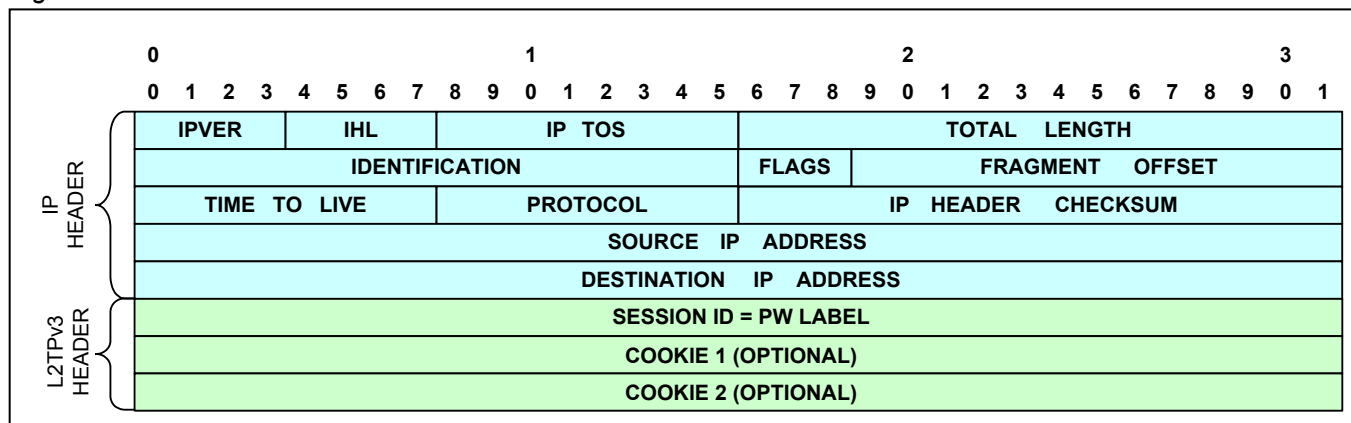 0 1 2 3
0 1 2 3 4 5 6 7 8 9 0 1 2 3 4 5 6 7 8 9 0 1 2 3 4 5 6 7 8 9 0 1
IP HEADER
IPVER IHL IP TOS TOTAL LENGTH
IDENTIFICATION FLAGS FRAGMENT OFFSET
TIME TO LIVE PROTOCOL IP HEADER CHECKSUM
SOURCE IP ADDRESS
DESTINATION IP ADDRESS
L2TPv3 HEADER
SESSION ID = PW LABEL
COOKIE 1 (OPTIONAL)
COOKIE 2 (OPTIONAL)